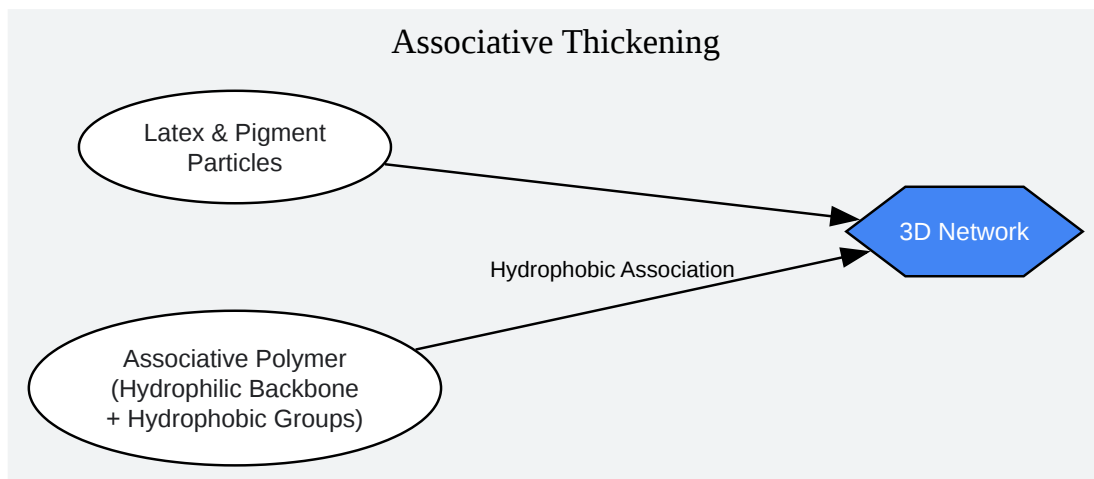 Associative Thickening
Latex & Pigment
Particles
3D Network
Hydrophobic Association
Associative Polymer
(Hydrophilic Backbone
+ Hydrophobic Groups)